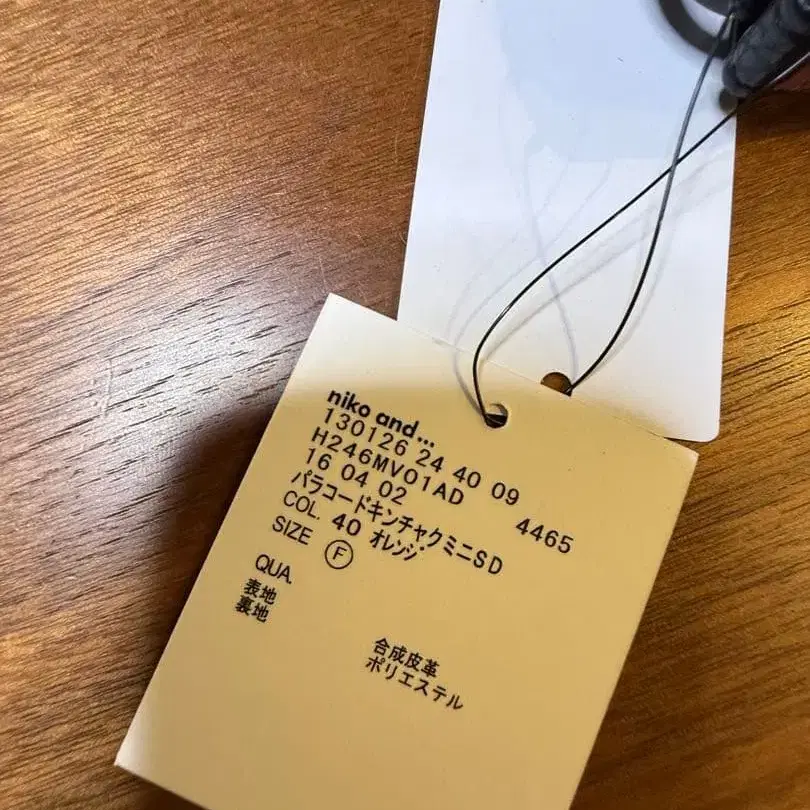 niko and...
130126 24 40 09
H246MV01AD 4465
16 04 02
パラコードキンチャクミニSD
COL. 40 オレンジ
SIZE F
QUA.
表地 合成皮革
裏地 ポリエステル